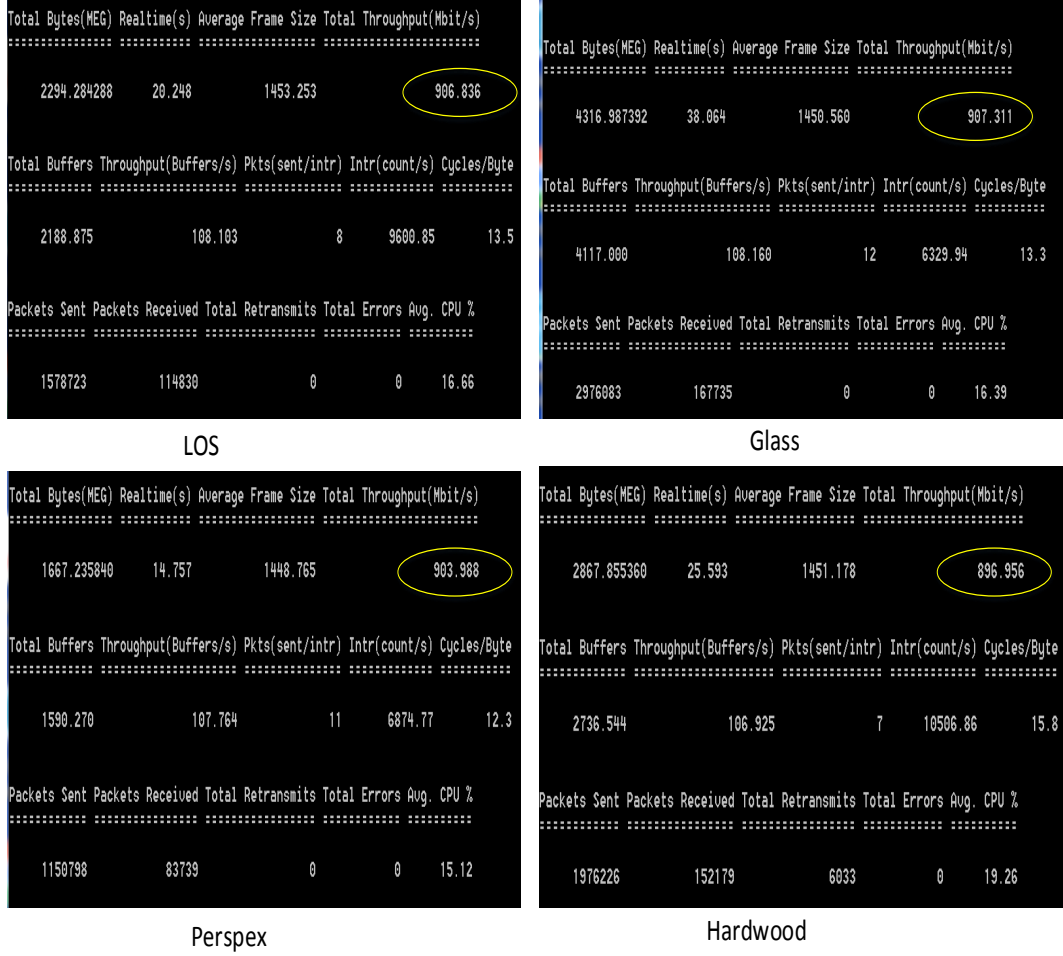 Total Bytes(MEG) Realtime(s) Average Frame Size Total Throughput(Mbit/s)
================ =========== ================== =======================
2294.284288 20.248 1453.253 906.836
Total Buffers Throughput(Buffers/s) Pkts(sent/intr) Intr(count/s) Cycles/Byte
============= ===================== =============== ============= ===========
2188.875 108.103 8 9600.85 13.5
Packets Sent Packets Received Total Retransmits Total Errors Avg. CPU %
============ ================ ================= ============ ==========
1578723 114830 0 0 16.66
LOS
Total Bytes(MEG) Realtime(s) Average Frame Size Total Throughput(Mbit/s)
================ =========== ================== =======================
4316.987392 38.064 1450.560 907.311
Total Buffers Throughput(Buffers/s) Pkts(sent/intr) Intr(count/s) Cycles/Byte
============= ===================== =============== ============= ===========
4117.000 108.160 12 6329.94 13.3
Packets Sent Packets Received Total Retransmits Total Errors Avg. CPU %
============ ================ ================= ============ ==========
2976083 167735 0 0 16.39
Glass
Total Bytes(MEG) Realtime(s) Average Frame Size Total Throughput(Mbit/s)
================ =========== ================== =======================
1667.235840 14.757 1448.765 903.988
Total Buffers Throughput(Buffers/s) Pkts(sent/intr) Intr(count/s) Cycles/Byte
============= ===================== =============== ============= ===========
1590.270 107.764 11 6874.77 12.3
Packets Sent Packets Received Total Retransmits Total Errors Avg. CPU %
============ ================ ================= ============ ==========
1150798 83739 0 0 15.12
Perspex
Total Bytes(MEG) Realtime(s) Average Frame Size Total Throughput(Mbit/s)
================ =========== ================== =======================
2867.855360 25.593 1451.178 896.956
Total Buffers Throughput(Buffers/s) Pkts(sent/intr) Intr(count/s) Cycles/Byte
============= ===================== =============== ============= ===========
2736.544 106.925 7 10506.86 15.8
Packets Sent Packets Received Total Retransmits Total Errors Avg. CPU %
============ ================ ================= ============ ==========
1976226 152179 6033 0 19.26
Hardwood